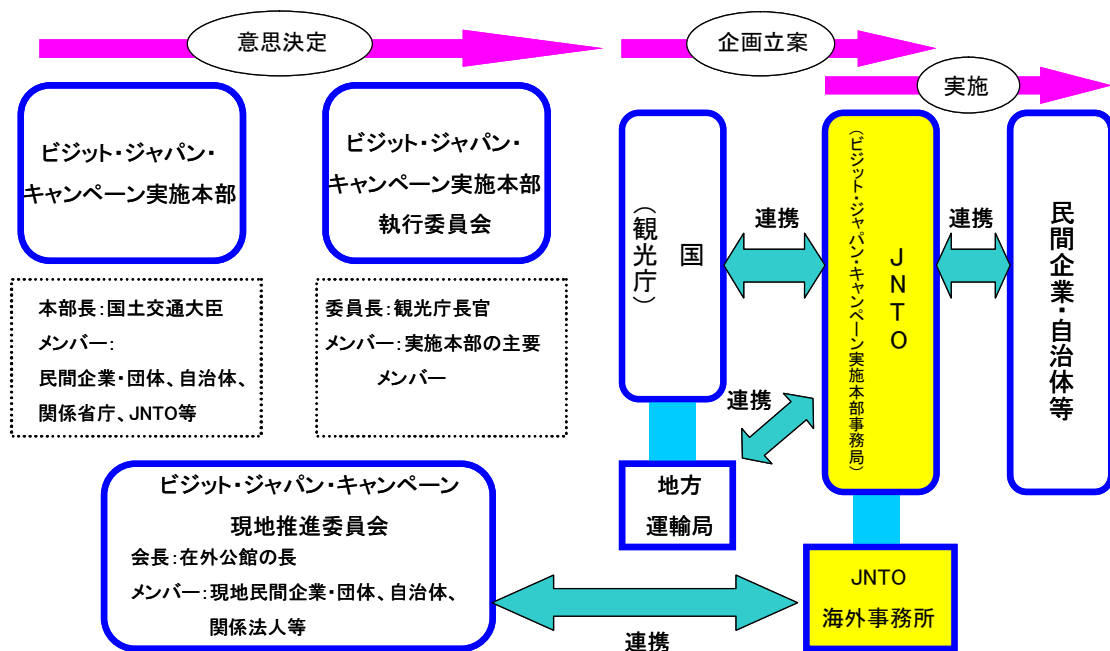 意思決定
企画立案
実施
ビジット・ジャパン・
キャンペーン実施本部
ビジット・ジャパン・
キャンペーン実施本部
執行委員会
本部長：国土交通大臣
メンバー：
民間企業・団体、自治体、
関係省庁、JNTO等
委員長：観光庁長官
メンバー：実施本部の主要
メンバー
国
（観光庁）
連携
JNTO
（ビジット・ジャパン・キャンペーン実施本部事務局）
連携
民間企業・自治体等
連携
地方
運輸局
ビジット・ジャパン・キャンペーン
現地推進委員会
会長：在外公館の長
メンバー：現地民間企業・団体、自治体、
関係法人等
連携
JNTO
海外事務所